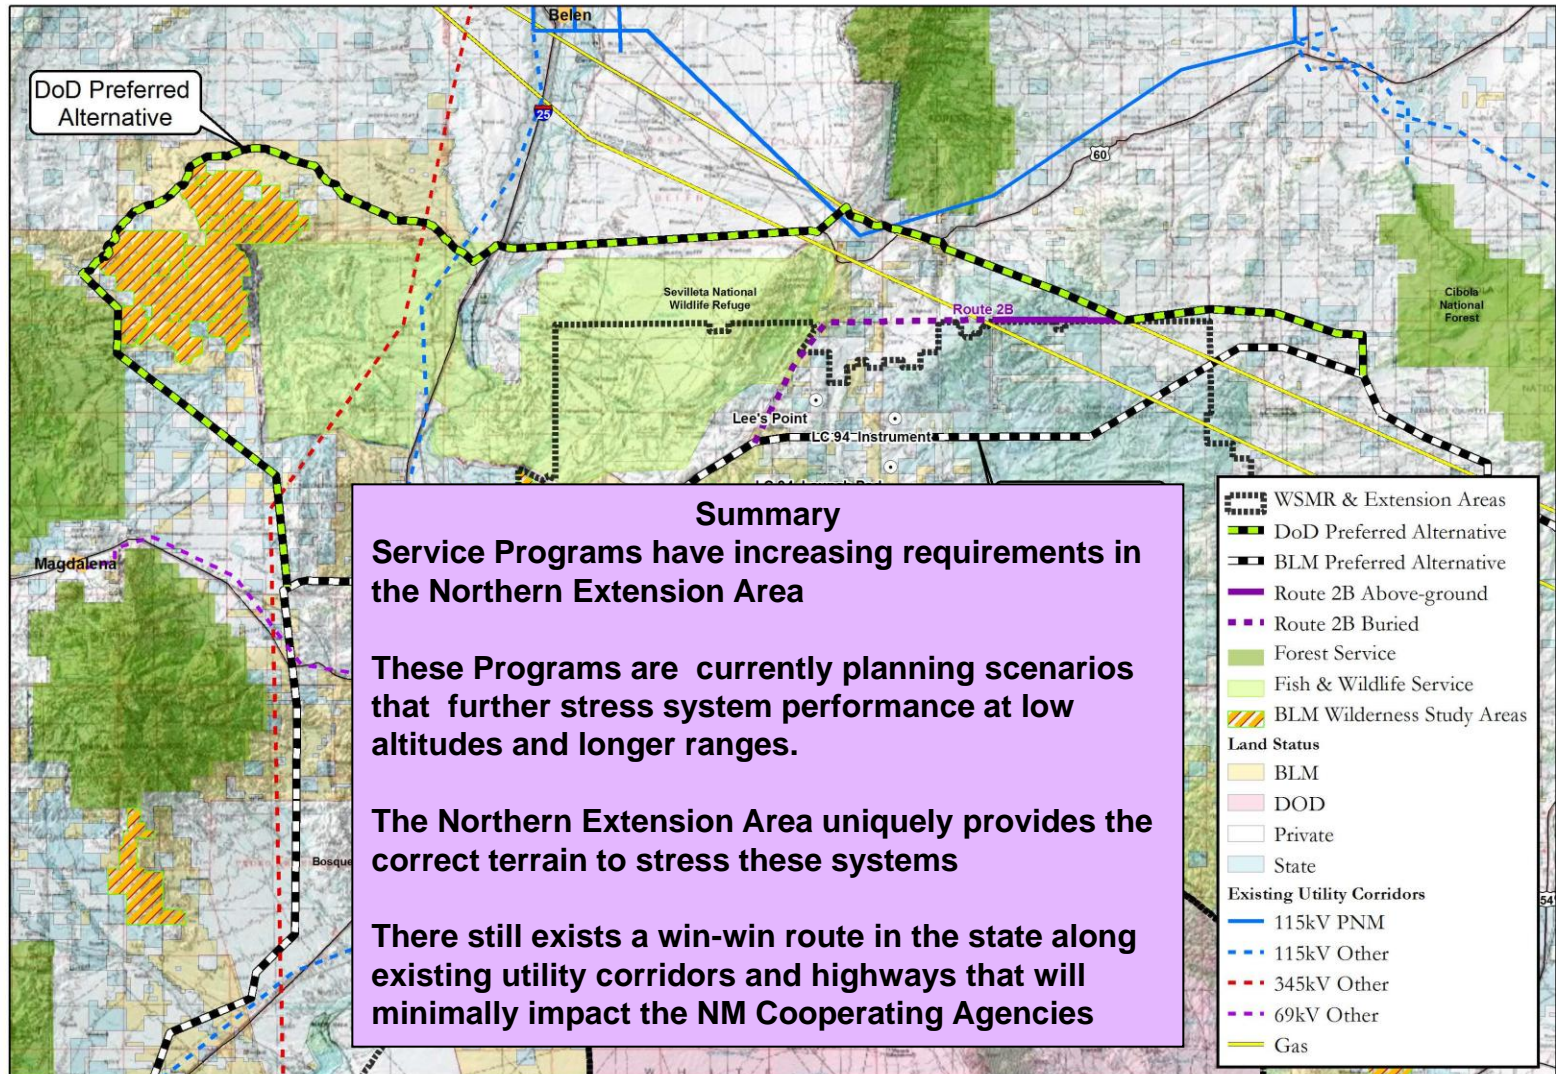 Belen
DoD Preferred
Alternative
25
60
Sevilleta National
Wildlife Refuge
Cibola
National
Forest
Route 2B
Lee's Point
LC 94-Instrument
Magdalena
Bosque
54
Summary
Service Programs have increasing requirements in
the Northern Extension Area
These Programs are currently planning scenarios
that further stress system performance at low
altitudes and longer ranges.
The Northern Extension Area uniquely provides the
correct terrain to stress these systems
There still exists a win-win route in the state along
existing utility corridors and highways that will
minimally impact the NM Cooperating Agencies
WSMR & Extension Areas
DoD Preferred Alternative
BLM Preferred Alternative
Route 2B Above-ground
Route 2B Buried
Forest Service
Fish & Wildlife Service
BLM Wilderness Study Areas
Land Status
BLM
DOD
Private
State
Existing Utility Corridors
115kV PNM
115kV Other
345kV Other
69kV Other
Gas